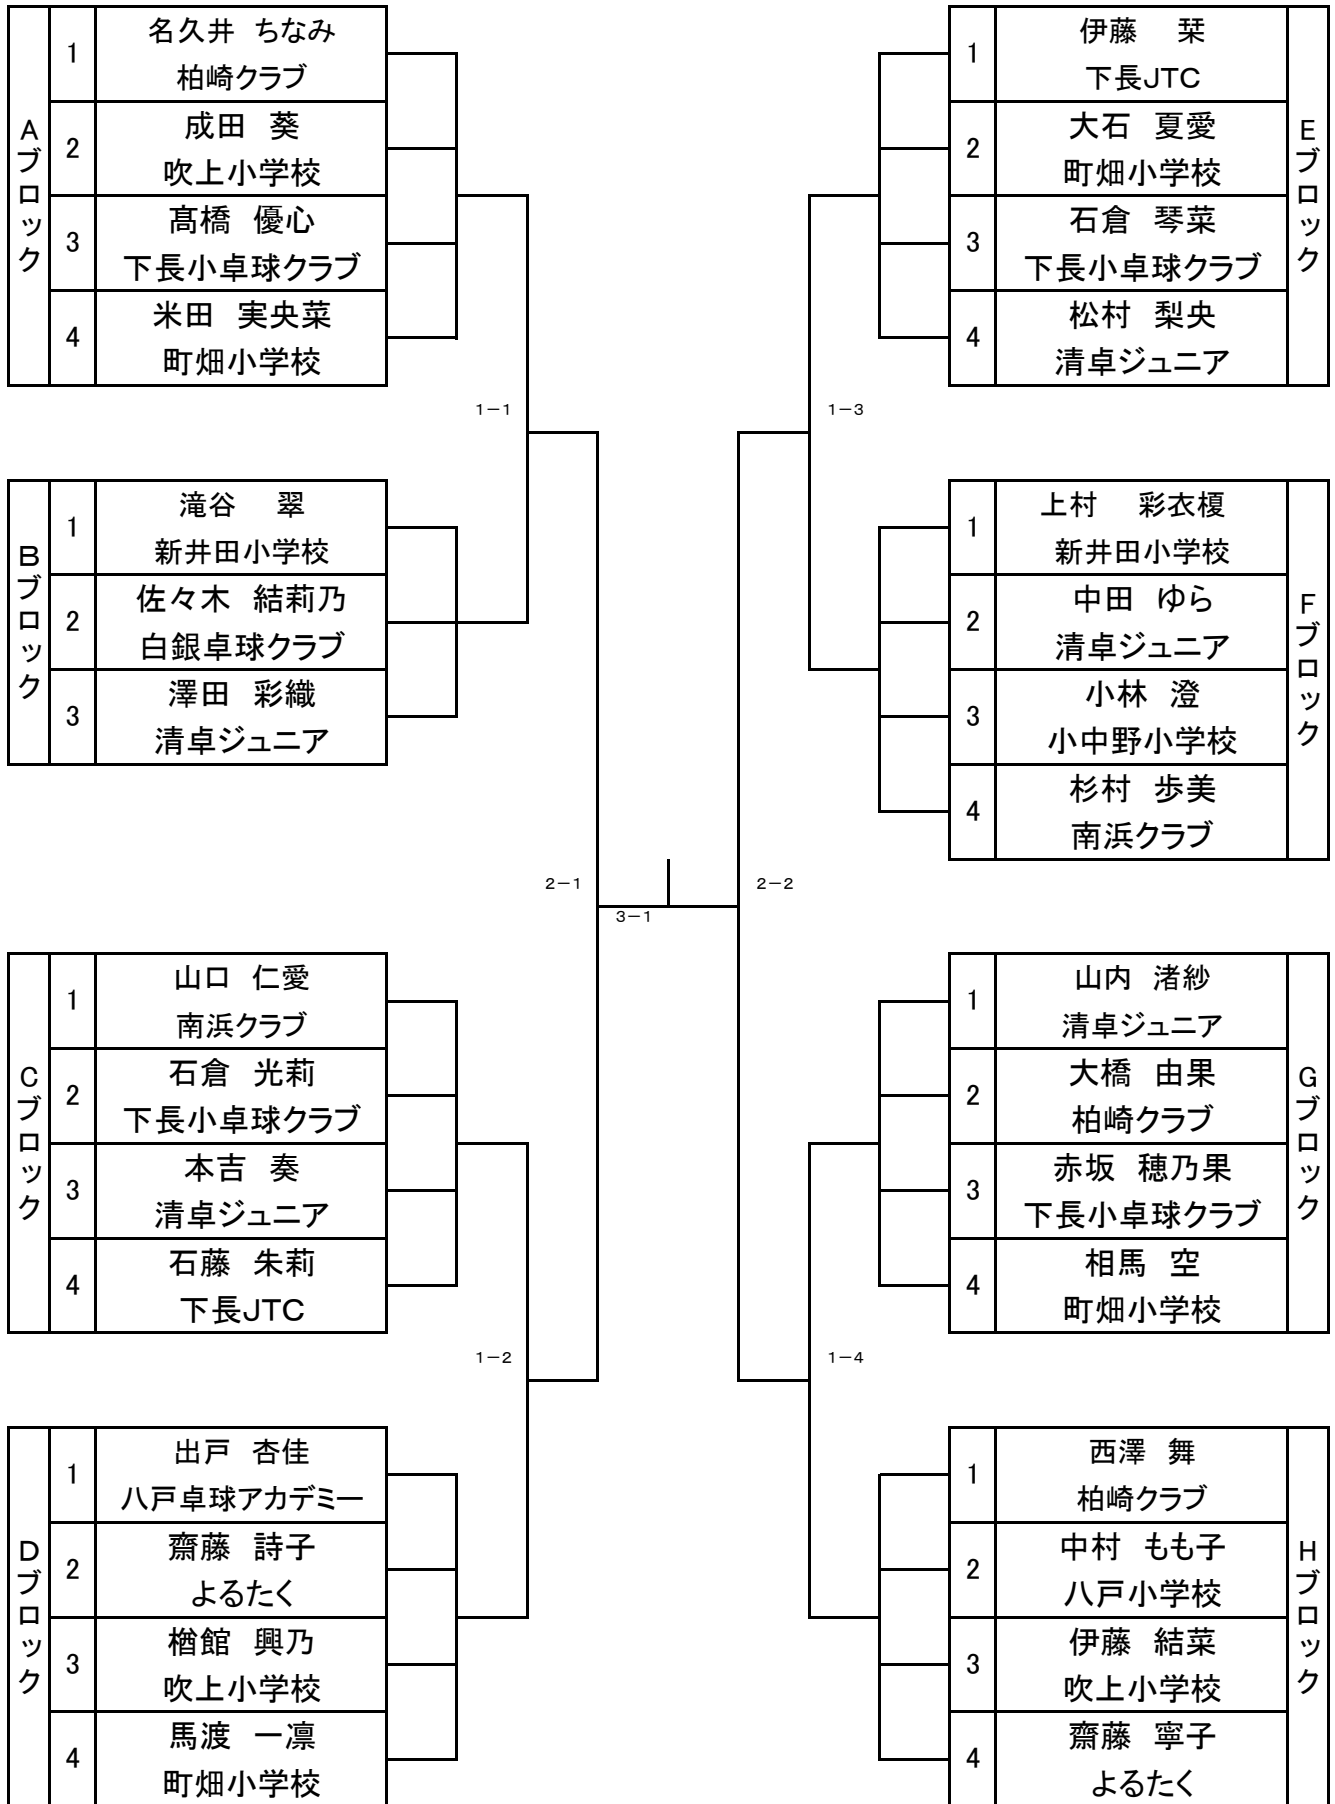 Aブロック
1
名久井 ちなみ
柏崎クラブ
2
成田 葵
吹上小学校
3
髙橋 優心
下長小卓球クラブ
4
米田 実央菜
町畑小学校
Bブロック
1
滝谷 翠
新井田小学校
2
佐々木 結莉乃
白銀卓球クラブ
3
澤田 彩織
清卓ジュニア
Cブロック
1
山口 仁愛
南浜クラブ
2
石倉 光莉
下長小卓球クラブ
3
本吉 奏
清卓ジュニア
4
石藤 朱莉
下長JTC
Dブロック
1
出戸 杏佳
八戸卓球アカデミー
2
齋藤 詩子
よるたく
3
楢館 興乃
吹上小学校
4
馬渡 一凛
町畑小学校
1－1
1－2
2－1
3－1
2－2
1－3
1－4
Eブロック
1
伊藤 栞
下長JTC
2
大石 夏愛
町畑小学校
3
石倉 琴菜
下長小卓球クラブ
4
松村 梨央
清卓ジュニア
Fブロック
1
上村 彩衣榎
新井田小学校
2
中田 ゆら
清卓ジュニア
3
小林 澄
小中野小学校
4
杉村 歩美
南浜クラブ
Gブロック
1
山内 渚紗
清卓ジュニア
2
大橋 由果
柏崎クラブ
3
赤坂 穂乃果
下長小卓球クラブ
4
相馬 空
町畑小学校
Hブロック
1
西澤 舞
柏崎クラブ
2
中村 もも子
八戸小学校
3
伊藤 結菜
吹上小学校
4
齋藤 寧子
よるたく